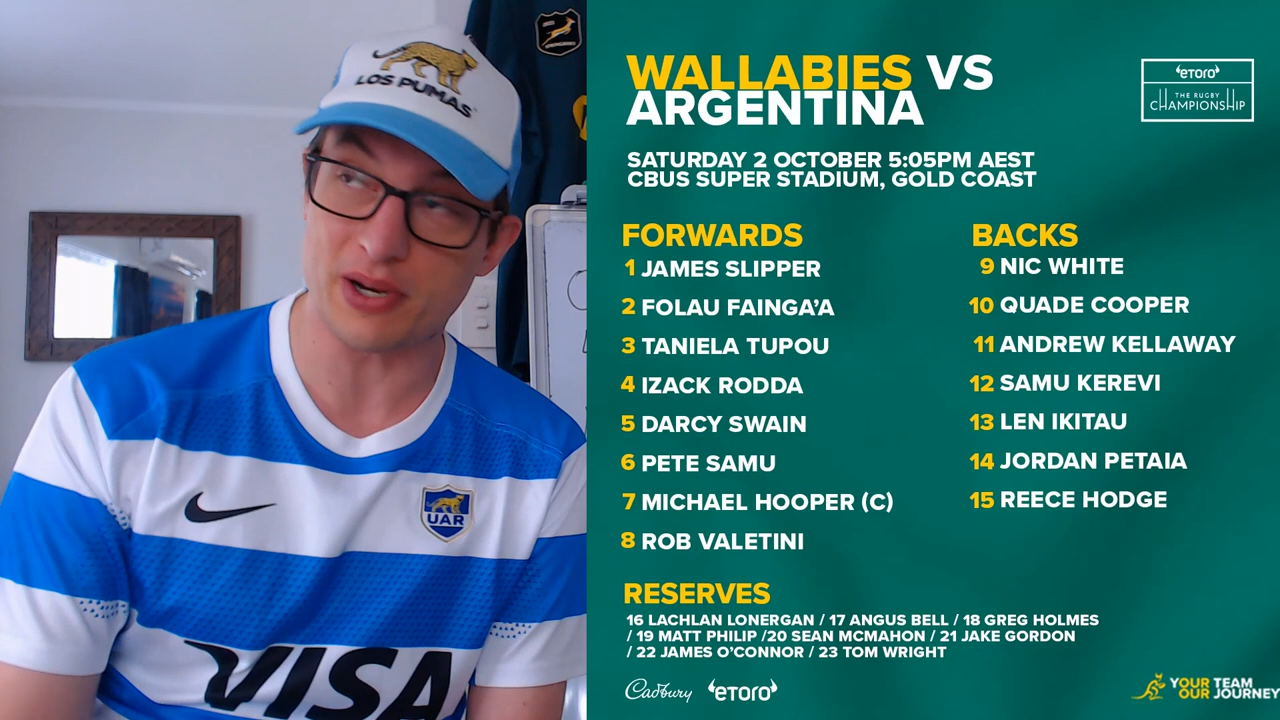 LOS PUMAS
UAR
VISA
WALLABIES VS
ARGENTINA
etoro
THE RUGBY
CHAMPIONSHIP
SATURDAY 2 OCTOBER 5:05PM AEST
CBUS SUPER STADIUM, GOLD COAST
FORWARDS
1 JAMES SLIPPER
2 FOLAU FAINGA'A
3 TANIELA TUPOU
4 IZACK RODDA
5 DARCY SWAIN
6 PETE SAMU
7 MICHAEL HOOPER (C)
8 ROB VALETINI
BACKS
9 NIC WHITE
10 QUADE COOPER
11 ANDREW KELLAWAY
12 SAMU KEREVI
13 LEN IKITAU
14 JORDAN PETAIA
15 REECE HODGE
RESERVES
16 LACHLAN LONERGAN / 17 ANGUS BELL / 18 GREG HOLMES
/ 19 MATT PHILIP /20 SEAN MCMAHON / 21 JAKE GORDON
/ 22 JAMES O'CONNOR / 23 TOM WRIGHT
Cadbury etoro
YOUR TEAM
OUR JOURNEY